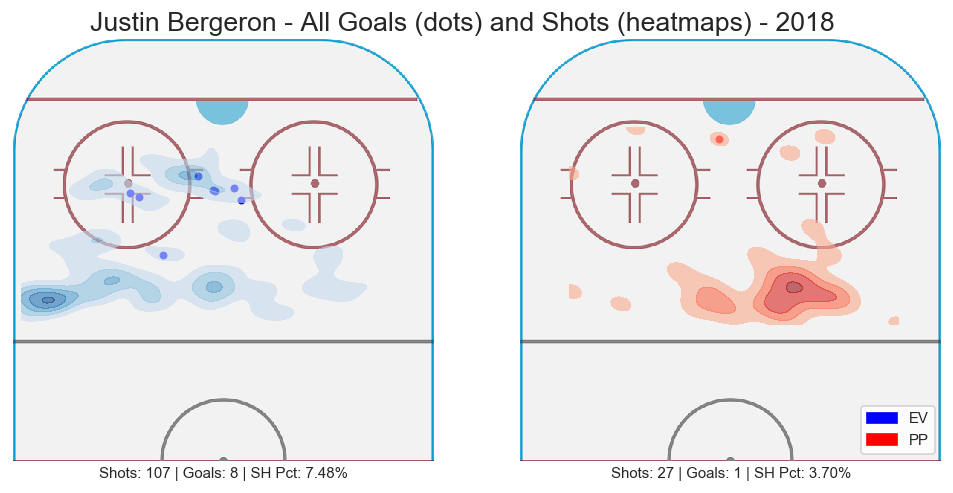 Justin Bergeron - All Goals (dots) and Shots (heatmaps) - 2018
EV
PP
Shots: 107 | Goals: 8 | SH Pct: 7.48%
Shots: 27 | Goals: 1 | SH Pct: 3.70%